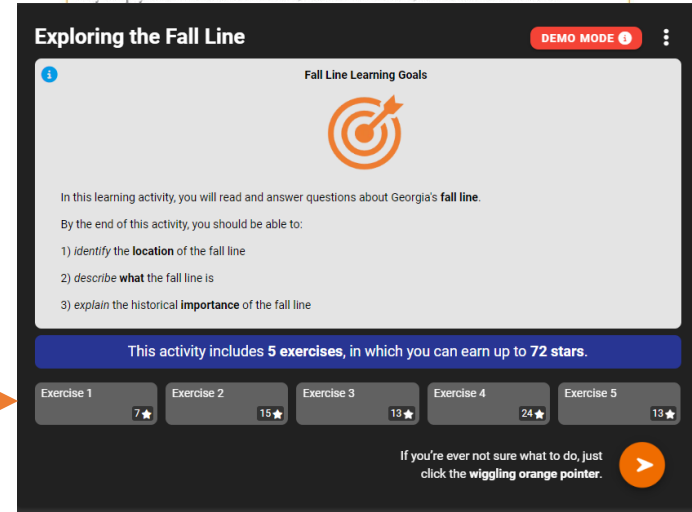 Exploring the Fall Line
DEMO MODE
Fall Line Learning Goals
In this learning activity, you will read and answer questions about Georgia's fall line.
By the end of this activity, you should be able to:
1) identify the location of the fall line
2) describe what the fall line is
3) explain the historical importance of the fall line
This activity includes 5 exercises, in which you can earn up to 72 stars.
Exercise 1
7
Exercise 2
15
Exercise 3
13
Exercise 4
24
Exercise 5
13
If you're ever not sure what to do, just
click the wiggling orange pointer.